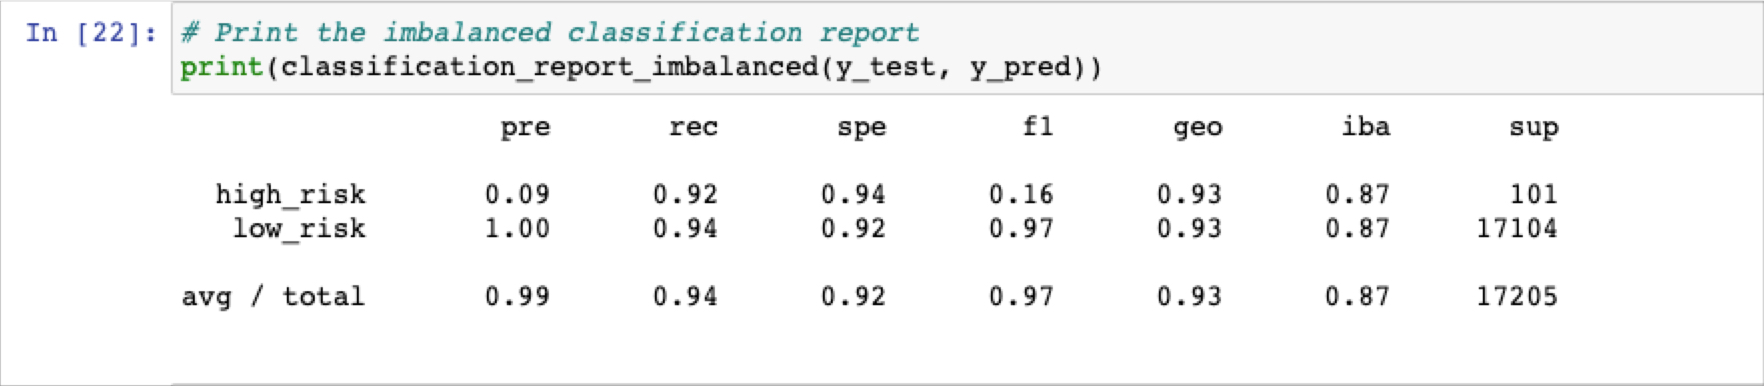 In [22]: # Print the imbalanced classification report
print(classification_report_imbalanced(y_test, y_pred))
pre rec spe f1 geo iba sup
high_risk 0.09 0.92 0.94 0.16 0.93 0.87 101
low_risk 1.00 0.94 0.92 0.97 0.93 0.87 17104
avg / total 0.99 0.94 0.92 0.97 0.93 0.87 17205